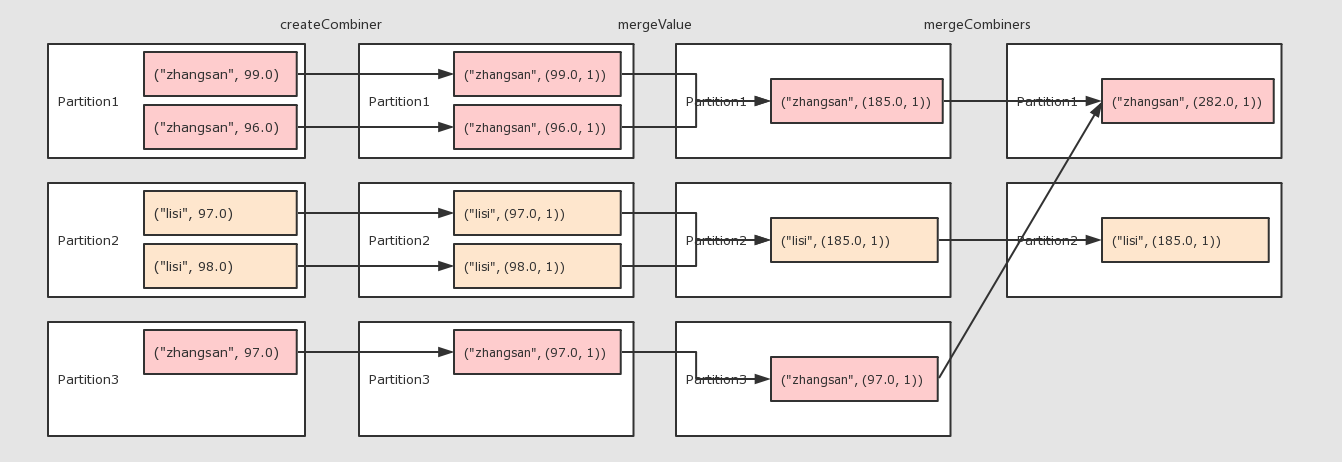 createCombiner
mergeValue
mergeCombiners
Partition1
("zhangsan", 99.0)
("zhangsan", 96.0)
Partition1
("zhangsan", (99.0, 1))
("zhangsan", (96.0, 1))
Partition1
("zhangsan", (185.0, 1))
Partition1
("zhangsan", (282.0, 1))
Partition2
("lisi", 97.0)
("lisi", 98.0)
Partition2
("lisi", (97.0, 1))
("lisi", (98.0, 1))
Partition2
("lisi", (185.0, 1))
Partition2
("lisi", (185.0, 1))
Partition3
("zhangsan", 97.0)
Partition3
("zhangsan", (97.0, 1))
Partition3
("zhangsan", (97.0, 1))